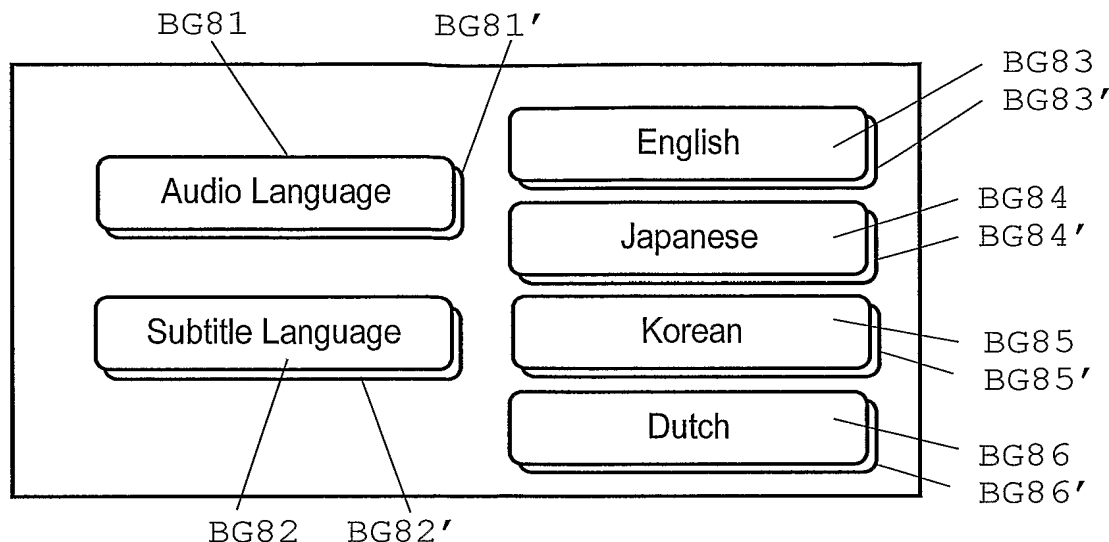 BG81 BG81'
BG83
BG83'
English
Audio Language
BG84
Japanese
BG84'
Subtitle Language
Korean
BG85
BG85'
Dutch
BG86
BG86'
BG82 BG82'